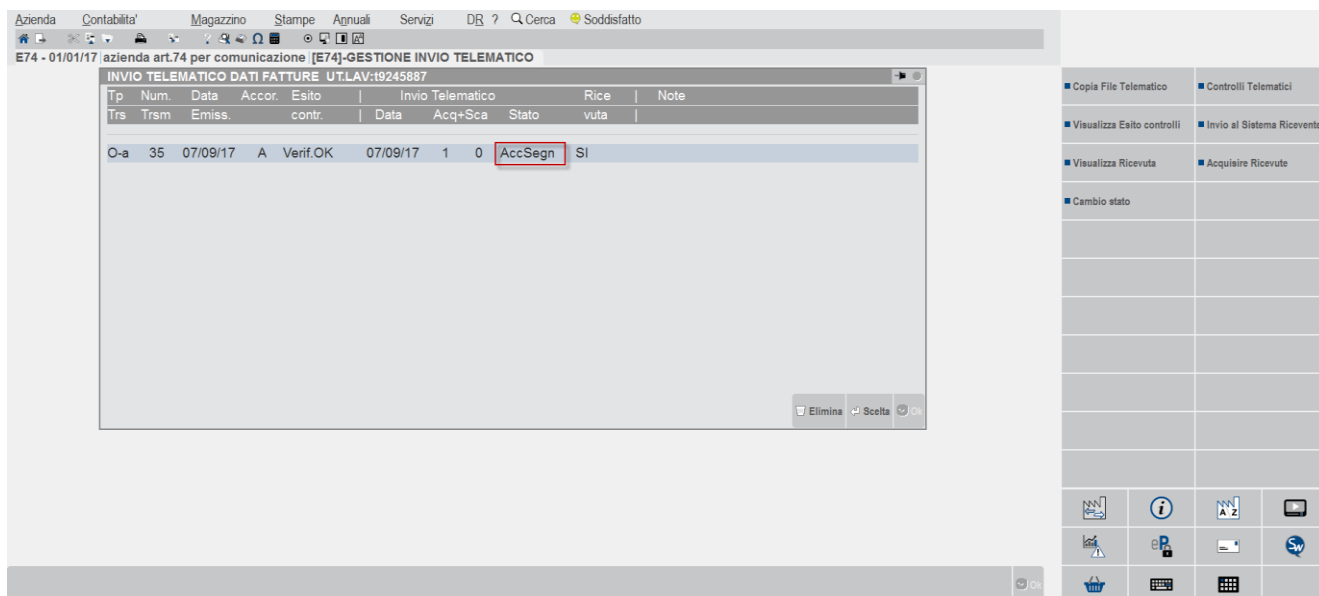 Azienda Contabilita' Magazzino Stampe Annuali Servizi DR ? Cerca Soddisfatto
E74 - 01/01/17 azienda art.74 per comunicazione [E74]-GESTIONE INVIO TELEMATICO
INVIO TELEMATICO DATI FATTURE UT.LAV:t9245887
Tp Num. Data Accor. Esito | Invio Telematico Rice | Note
Trs Trsm Emiss. contr. | Data Acq+Sca Stato vuta |
O-a 35 07/09/17 A Verif.OK 07/09/17 1 0 AccSegn SI
Elimina Scelta Ok
Copia File Telematico Controlli Telematici
Visualizza Esito controlli Invio al Sistema Ricevente
Visualizza Ricevuta Acquisire Ricevute
Cambio stato
i A Z
eP Sw
Ok